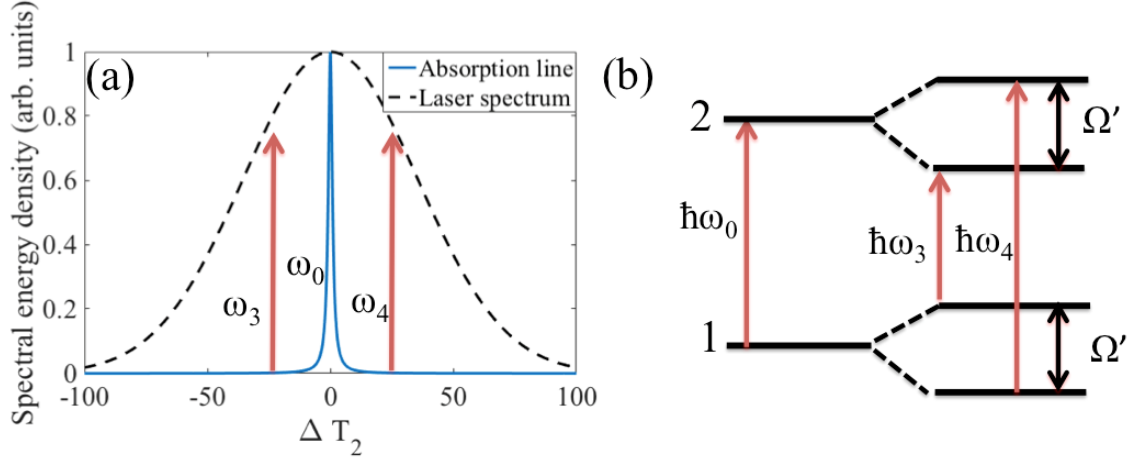 (a)
Absorption line
Laser spectrum
Spectral energy density (arb. units)
1
0.8
0.6
0.4
0.2
0
-100
-50
0
50
100
Δ T₂
ω₃
ω₀
ω₄
(b)
2
1
ħω₀
ħω₃
ħω₄
Ω'
Ω'